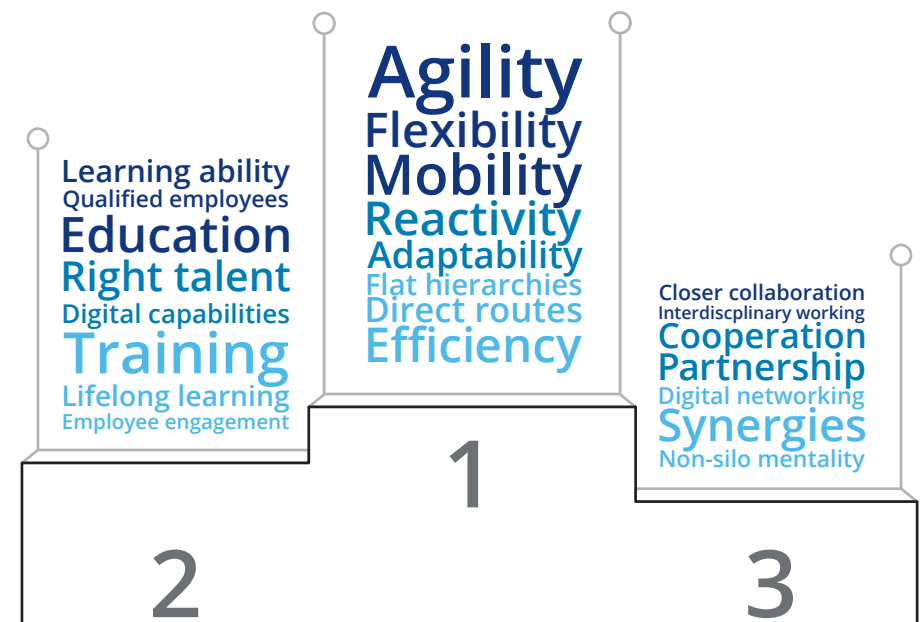 Learning ability
Qualified employees
Education
Right talent
Digital capabilities
Training
Lifelong learning
Employee engagement
2
Agility
Flexibility
Mobility
Reactivity
Adaptability
Flat hierarchies
Direct routes
Efficiency
1
Closer collaboration
Interdiscplinary working
Cooperation
Partnership
Digital networking
Synergies
Non-silo mentality
3